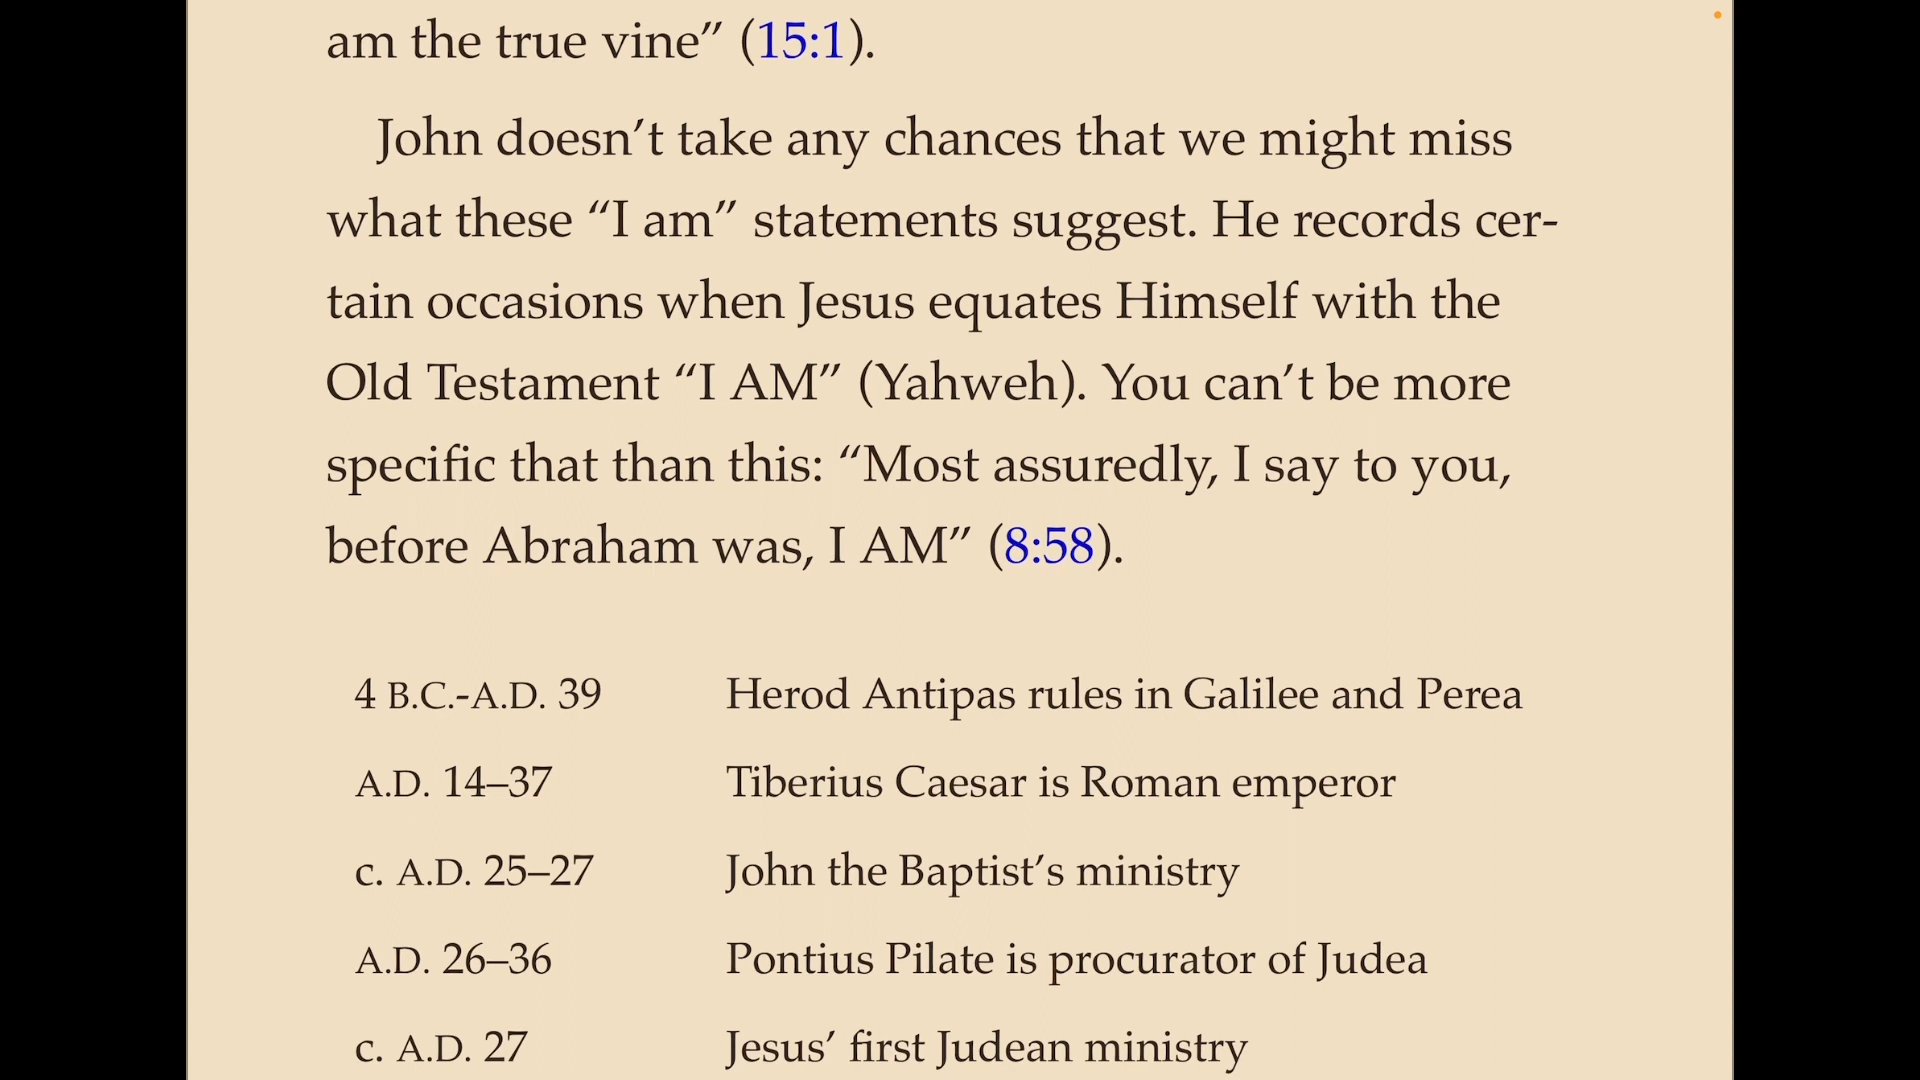 am the true vine” (15:1).
John doesn’t take any chances that we might miss
what these “I am” statements suggest. He records cer-
tain occasions when Jesus equates Himself with the
Old Testament “I AM” (Yahweh). You can’t be more
specific that than this: “Most assuredly, I say to you,
before Abraham was, I AM” (8:58).
4 B.C.-A.D. 39 Herod Antipas rules in Galilee and Perea
A.D. 14–37 Tiberius Caesar is Roman emperor
c. A.D. 25–27 John the Baptist’s ministry
A.D. 26–36 Pontius Pilate is procurator of Judea
c. A.D. 27 Jesus’ first Judean ministry